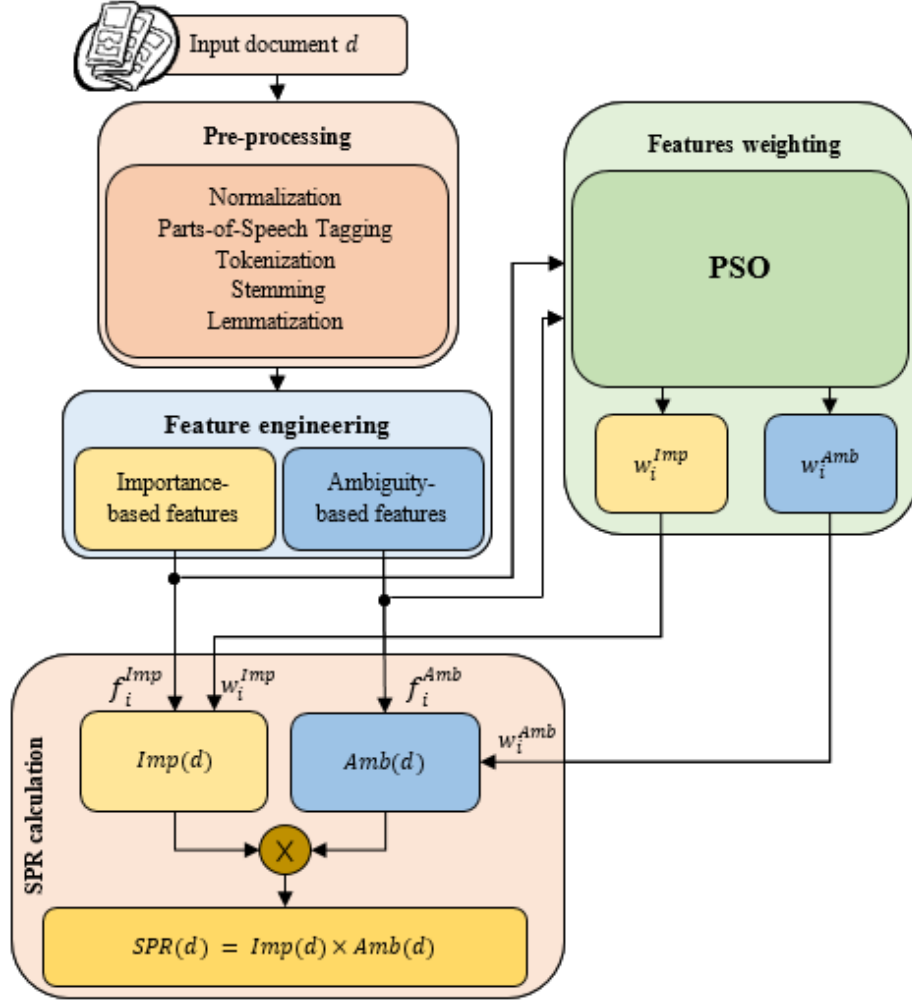 Input document d
Pre-processing
Normalization
Parts-of-Speech Tagging
Tokenization
Stemming
Lemmatization
Features weighting
PSO
w_i^{Imp}
w_i^{Amb}
Feature engineering
Importance-
based features
Ambiguity-
based features
f_i^{Imp}
w_i^{Imp}
f_i^{Amb}
w_i^{Amb}
Imp(d)
Amb(d)
SPR calculation
X
SPR(d) = Imp(d) × Amb(d)